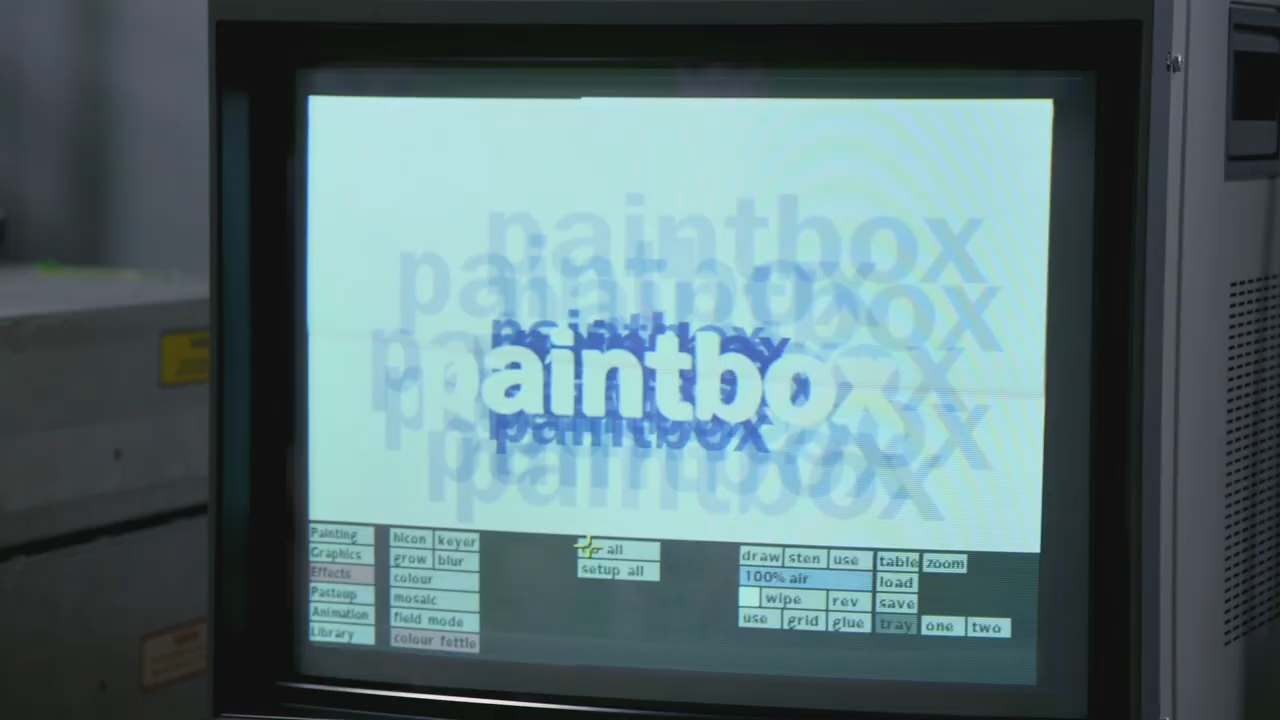 paintbox
paintbox
paintbox
paintbox
paintbox
paintbox
paintbox
Painting
Graphics
Effects
Pasteup
Animation
Library
hicon keyer
grow blur
colour
mosaic
field mode
colour fettle
all
setup all
draw sten use
100% air
wipe rev
use grid glue
table zoom
load
save
tray one two